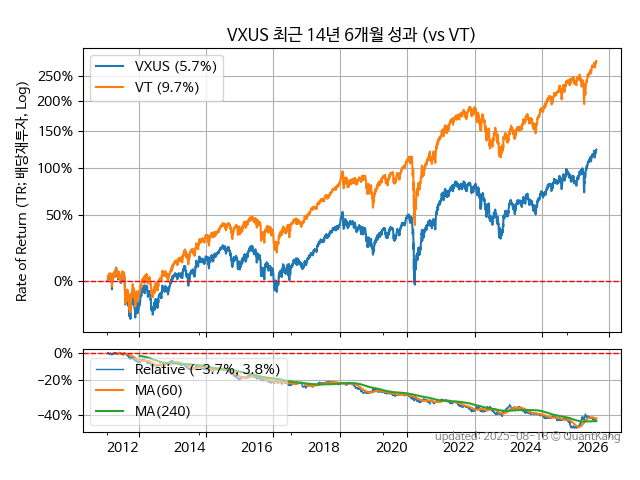 VXUS 최근 14년 6개월 성과 (vs VT)
Rate of Return (TR: 배당재투자, Log)
VXUS (5.7%)
VT (9.7%)
250%
200%
150%
100%
50%
0%
0%
−20%
−40%
Relative (−3.7%, 3.8%)
MA(60)
MA(240)
2012 2014 2016 2018 2020 2022 2024 2026
updated: 2025-08-18 © QuantKang